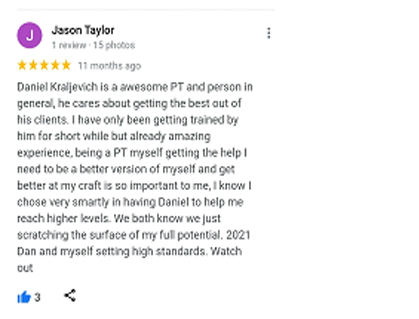 J
Jason Taylor
1 review · 15 photos
★★★★★ 11 months ago
Daniel Kraljevich is a awesome PT and person in
general, he cares about getting the best out of
his clients. I have only been getting trained by
him for short while but already amazing
experience, being a PT myself getting the help I
need to be a better version of myself and get
better at my craft is so important to me, I know I
chose very smartly in having Daniel to help me
reach higher levels. We both know we just
scratching the surface of my full potential. 2021
Dan and myself setting high standards. Watch
out
3